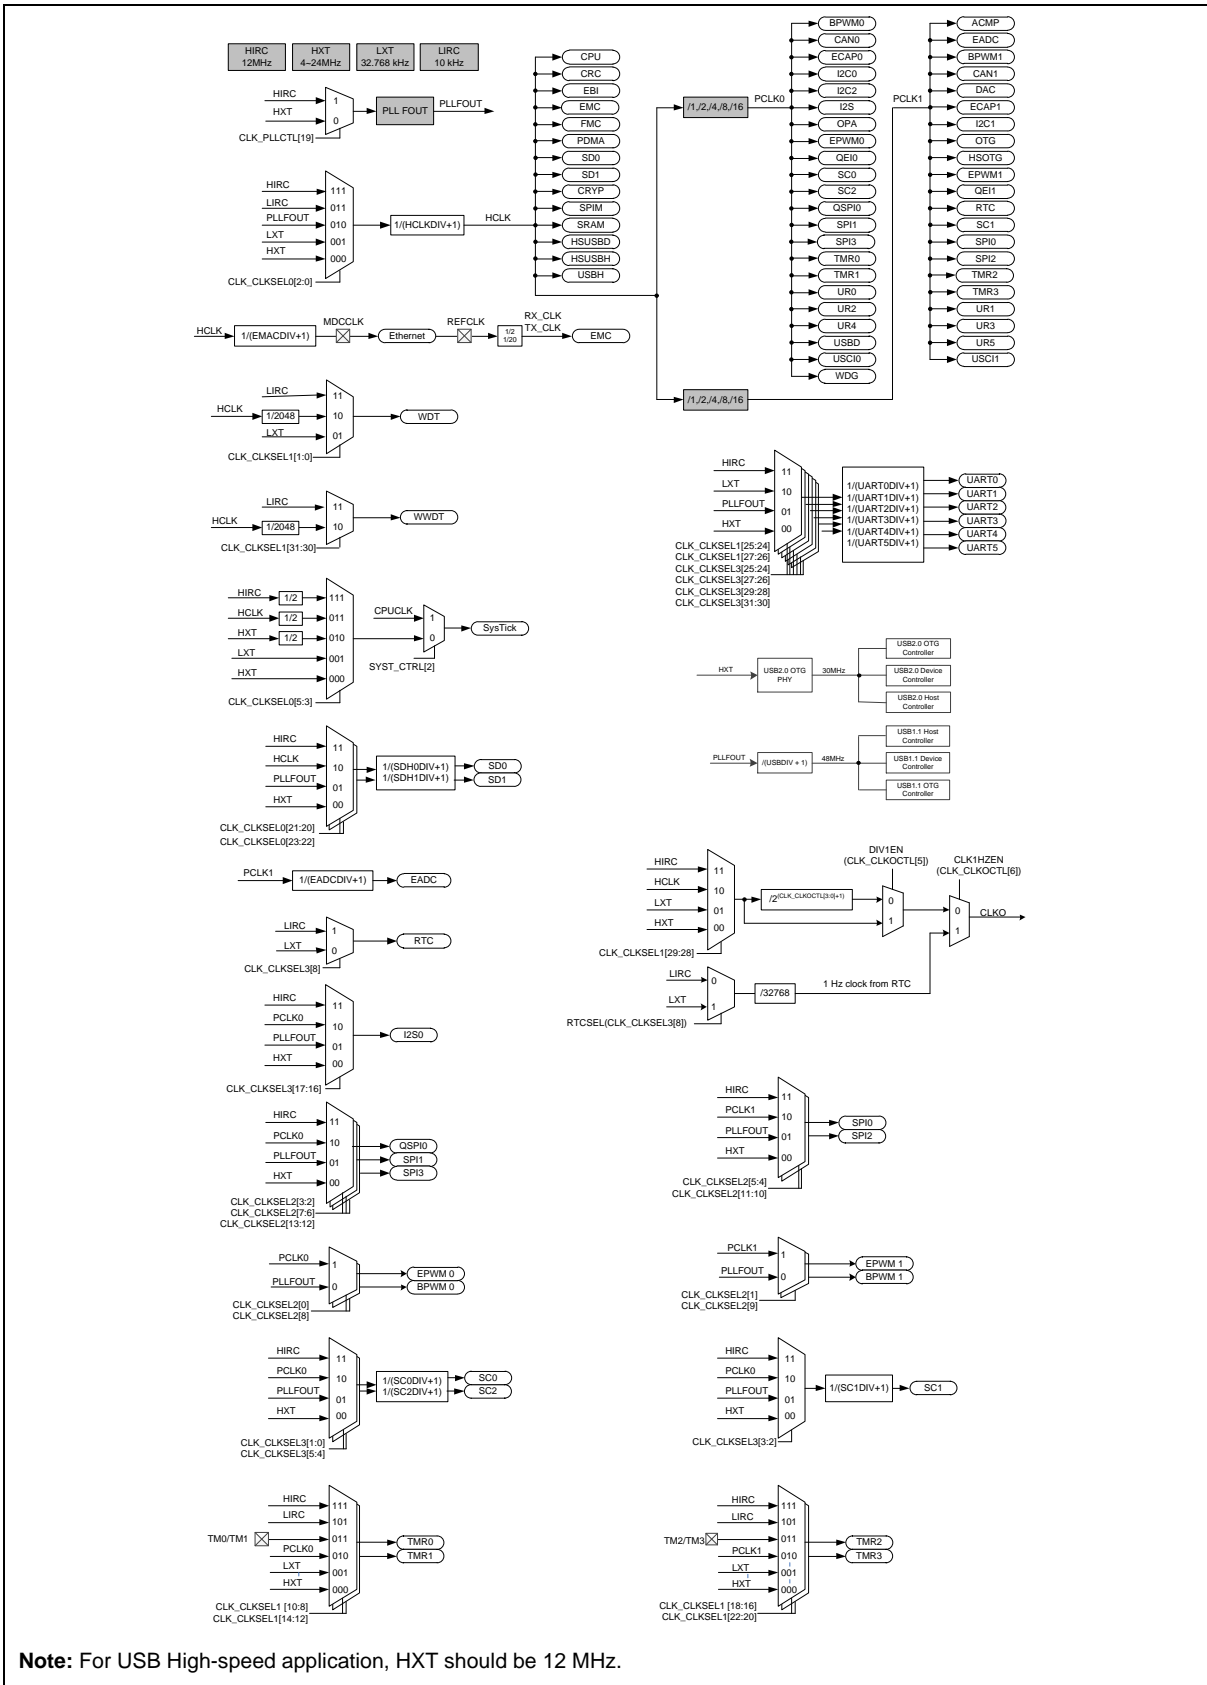 HIRC
12MHz
HXT
4~24MHz
LXT
32.768 kHz
LIRC
10 kHz
HIRC
HXT
1
0
CLK_PLLCTL[19]
PLL FOUT
PLLFOUT
HIRC
LIRC
PLLFOUT
LXT
HXT
111
011
010
001
000
CLK_CLKSEL0[2:0]
1/(HCLKDIV+1)
HCLK
CPU
CRC
EBI
EMC
FMC
PDMA
SD0
SD1
CRYP
SPIM
SRAM
HSUSBD
HSUSBH
USBH
/1,/2,/4,/8,/16
PCLK0
BPWM0
CAN0
ECAP0
I2C0
I2C2
I2S
OPA
EPWM0
QEI0
SC0
SC2
QSPI0
SPI1
SPI3
TMR0
TMR1
UR0
UR2
UR4
USBD
USCI0
WDG
/1,/2,/4,/8,/16
PCLK1
ACMP
EADC
BPWM1
CAN1
DAC
ECAP1
I2C1
OTG
HSOTG
EPWM1
QEI1
RTC
SC1
SPI0
SPI2
TMR2
TMR3
UR1
UR3
UR5
USCI1
HCLK
1/(EMACDIV+1)
MDCCLK
Ethernet
REFCLK
1/2
1/20
RX_CLK
TX_CLK
EMC
LIRC
HCLK
1/2048
LXT
11
10
01
CLK_CLKSEL1[1:0]
WDT
LIRC
HCLK
1/2048
11
10
CLK_CLKSEL1[31:30]
WWDT
HIRC
1/2
HCLK
1/2
HXT
1/2
LXT
HXT
111
011
010
001
000
CLK_CLKSEL0[5:3]
CPUCLK
1
0
SYST_CTRL[2]
SysTick
HIRC
LXT
PLLFOUT
HXT
11
10
01
00
CLK_CLKSEL1[25:24]
CLK_CLKSEL1[27:26]
CLK_CLKSEL3[25:24]
CLK_CLKSEL3[27:26]
CLK_CLKSEL3[29:28]
CLK_CLKSEL3[31:30]
1/(UART0DIV+1)
1/(UART1DIV+1)
1/(UART2DIV+1)
1/(UART3DIV+1)
1/(UART4DIV+1)
1/(UART5DIV+1)
UART0
UART1
UART2
UART3
UART4
UART5
HXT
USB2.0 OTG
PHY
30MHz
USB2.0 OTG
Controller
USB2.0 Device
Controller
USB2.0 Host
Controller
PLLFOUT
/(USBDIV + 1)
48MHz
USB1.1 Host
Controller
USB1.1 Device
Controller
USB1.1 OTG
Controller
HIRC
HCLK
PLLFOUT
HXT
11
10
01
00
CLK_CLKSEL0[21:20]
CLK_CLKSEL0[23:22]
1/(SDH0DIV+1)
1/(SDH1DIV+1)
SD0
SD1
PCLK1
1/(EADCDIV+1)
EADC
LIRC
LXT
1
0
CLK_CLKSEL3[8]
RTC
HIRC
HCLK
LXT
HXT
11
10
01
00
CLK_CLKSEL1[29:28]
/2(CLK_CLKOCTL[3:0]+1)
DIV1EN
(CLK_CLKOCTL[5])
0
1
CLK1HZEN
(CLK_CLKOCTL[6])
0
1
CLKO
LIRC
LXT
0
1
RTCSEL(CLK_CLKSEL3[8])
/32768
1 Hz clock from RTC
HIRC
PCLK0
PLLFOUT
HXT
11
10
01
00
CLK_CLKSEL3[17:16]
I2S0
HIRC
PCLK0
PLLFOUT
HXT
11
10
01
00
CLK_CLKSEL2[3:2]
CLK_CLKSEL2[7:6]
CLK_CLKSEL2[13:12]
QSPI0
SPI1
SPI3
HIRC
PCLK1
PLLFOUT
HXT
11
10
01
00
CLK_CLKSEL2[5:4]
CLK_CLKSEL2[11:10]
SPI0
SPI2
PCLK0
PLLFOUT
1
0
CLK_CLKSEL2[0]
CLK_CLKSEL2[8]
EPWM 0
BPWM 0
PCLK1
PLLFOUT
1
0
CLK_CLKSEL2[1]
CLK_CLKSEL2[9]
EPWM 1
BPWM 1
HIRC
PCLK0
PLLFOUT
HXT
11
10
01
00
CLK_CLKSEL3[1:0]
CLK_CLKSEL3[5:4]
1/(SC0DIV+1)
1/(SC2DIV+1)
SC0
SC2
HIRC
PCLK0
PLLFOUT
HXT
11
10
01
00
CLK_CLKSEL3[3:2]
1/(SC1DIV+1)
SC1
HIRC
LIRC
TM0/TM1
PCLK0
LXT
HXT
111
101
011
010
001
000
CLK_CLKSEL1 [10:8]
CLK_CLKSEL1[14:12]
TMR0
TMR1
HIRC
LIRC
TM2/TM3
PCLK1
LXT
HXT
111
101
011
010
001
000
CLK_CLKSEL1 [18:16]
CLK_CLKSEL1[22:20]
TMR2
TMR3
Note: For USB High-speed application, HXT should be 12 MHz.